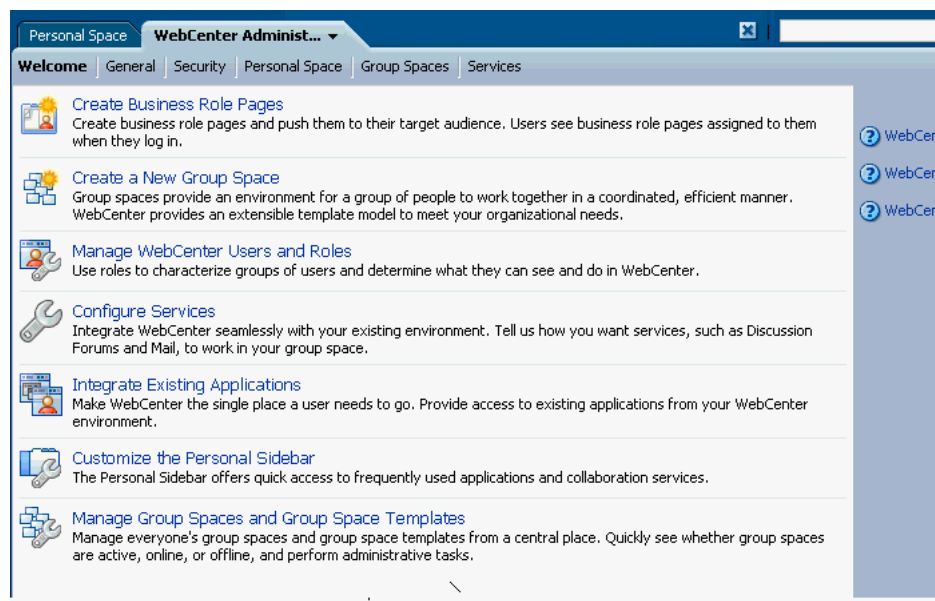 Personal Space
WebCenter Administ...
Welcome
General
Security
Personal Space
Group Spaces
Services
Create Business Role Pages
Create business role pages and push them to their target audience. Users see business role pages assigned to them
when they log in.
Create a New Group Space
Group spaces provide an environment for a group of people to work together in a coordinated, efficient manner.
WebCenter provides an extensible template model to meet your organizational needs.
Manage WebCenter Users and Roles
Use roles to characterize groups of users and determine what they can see and do in WebCenter.
Configure Services
Integrate WebCenter seamlessly with your existing environment. Tell us how you want services, such as Discussion
Forums and Mail, to work in your group space.
Integrate Existing Applications
Make WebCenter the single place a user needs to go. Provide access to existing applications from your WebCenter
environment.
Customize the Personal Sidebar
The Personal Sidebar offers quick access to frequently used applications and collaboration services.
Manage Group Spaces and Group Space Templates
Manage everyone's group spaces and group space templates from a central place. Quickly see whether group spaces
are active, online, or offline, and perform administrative tasks.
WebCer
WebCer
WebCer